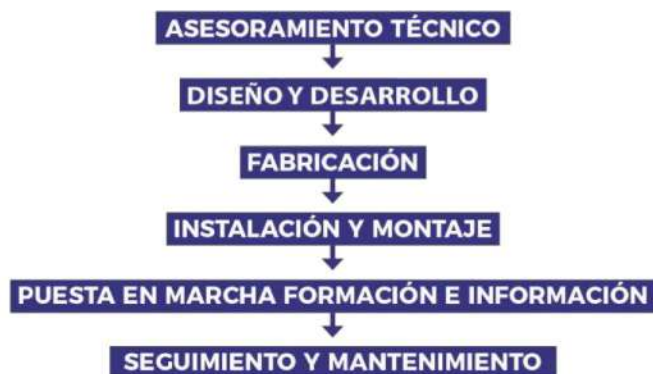 ASESORAMIENTO TÉCNICO
DISEÑO Y DESARROLLO
FABRICACIÓN
INSTALACIÓN Y MONTAJE
PUESTA EN MARCHA FORMACIÓN E INFORMACIÓN
SEGUIMIENTO Y MANTENIMIENTO